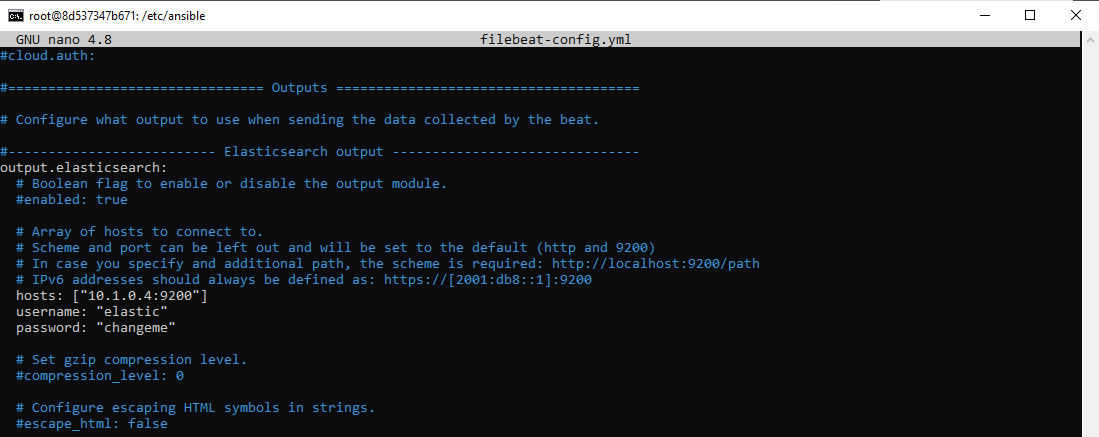 root@8d537347b671: /etc/ansible
GNU nano 4.8 filebeat-config.yml
#cloud.auth:
#================================ Outputs ======================================
# Configure what output to use when sending the data collected by the beat.
#-------------------------- Elasticsearch output -------------------------------
output.elasticsearch:
# Boolean flag to enable or disable the output module.
#enabled: true
# Array of hosts to connect to.
# Scheme and port can be left out and will be set to the default (http and 9200)
# In case you specify and additional path, the scheme is required: http://localhost:9200/path
# IPv6 addresses should always be defined as: https://[2001:db8::1]:9200
hosts: ["10.1.0.4:9200"]
username: "elastic"
password: "changeme"
# Set gzip compression level.
#compression_level: 0
# Configure escaping HTML symbols in strings.
#escape_html: false